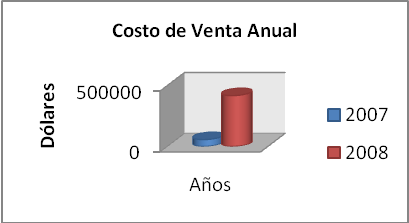 Costo de Venta Anual
Dólares
500000
0
Años
2007
2008